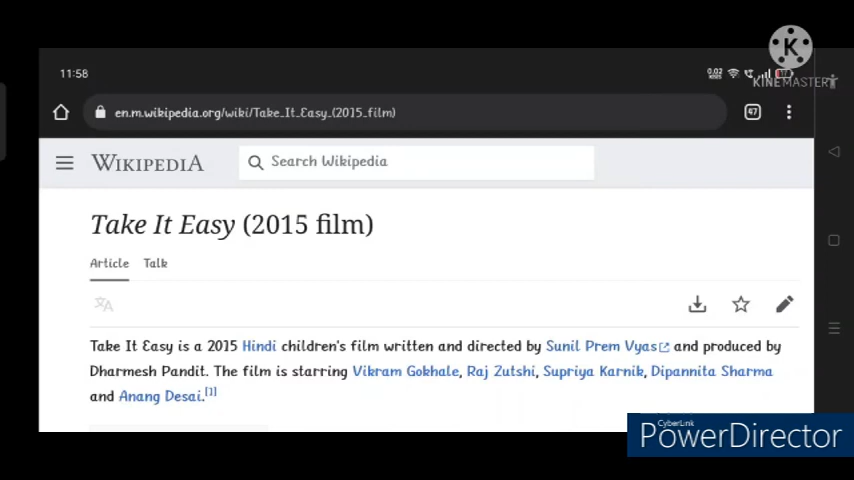 11:58
0.02
KINEMASTER
en.m.wikipedia.org/wiki/Take_It_Easy_(2015_film)
WIKIPEDIA
Search Wikipedia
Take It Easy (2015 film)
Article Talk
Take It Easy is a 2015 Hindi children's film written and directed by Sunil Prem Vyas and produced by
Dharmesh Pandit. The film is starring Vikram Gokhale, Raj Zutshi, Supriya Karnik, Dipannita Sharma
and Anang Desai.[1]
CyberLink
PowerDirector